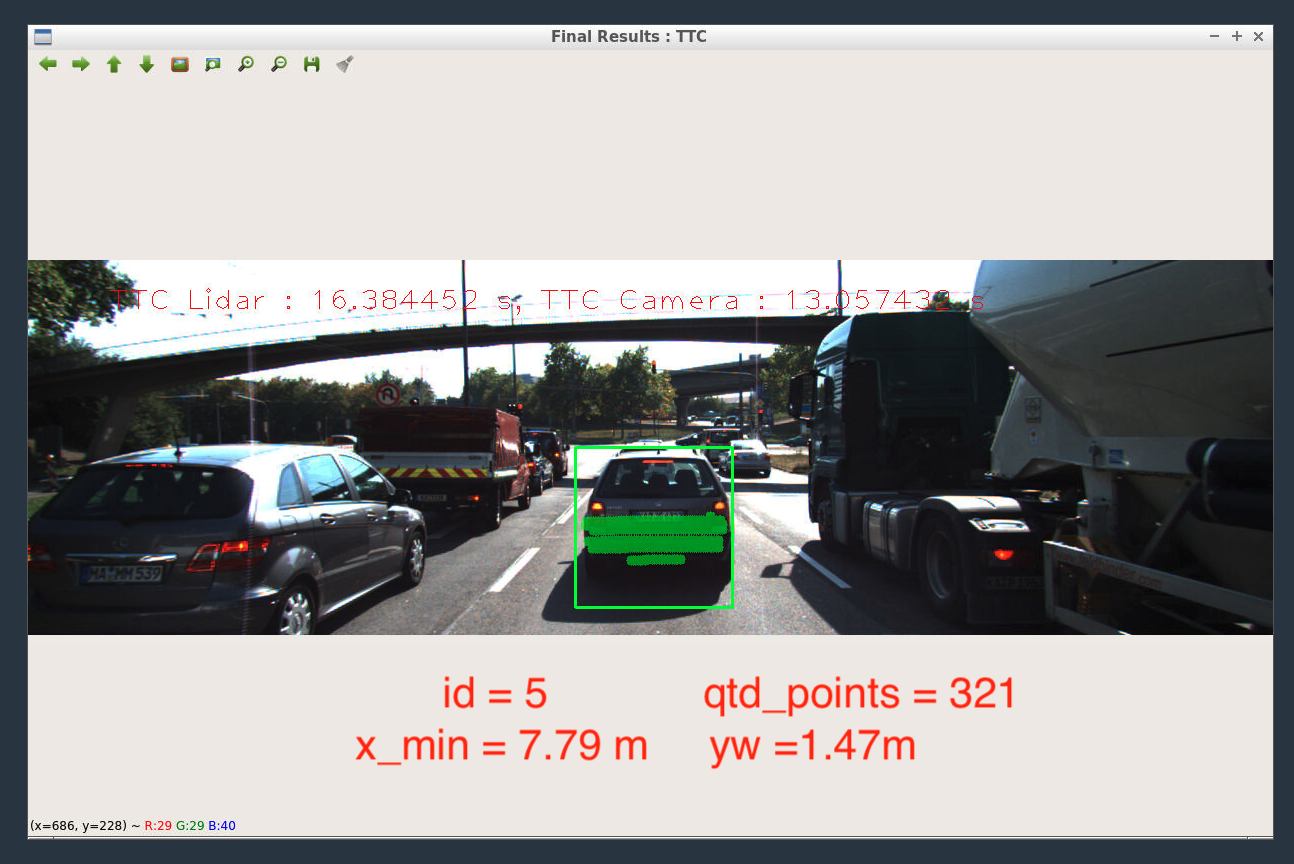 Final Results : TTC
TTC Lidar : 16.384452 s, TTC Camera : 13.057432 s
MA MM 539
id = 5 qtd_points = 321
x_min = 7.79 m yw =1.47m
(x=686, y=228) ~ R:29 G:29 B:40